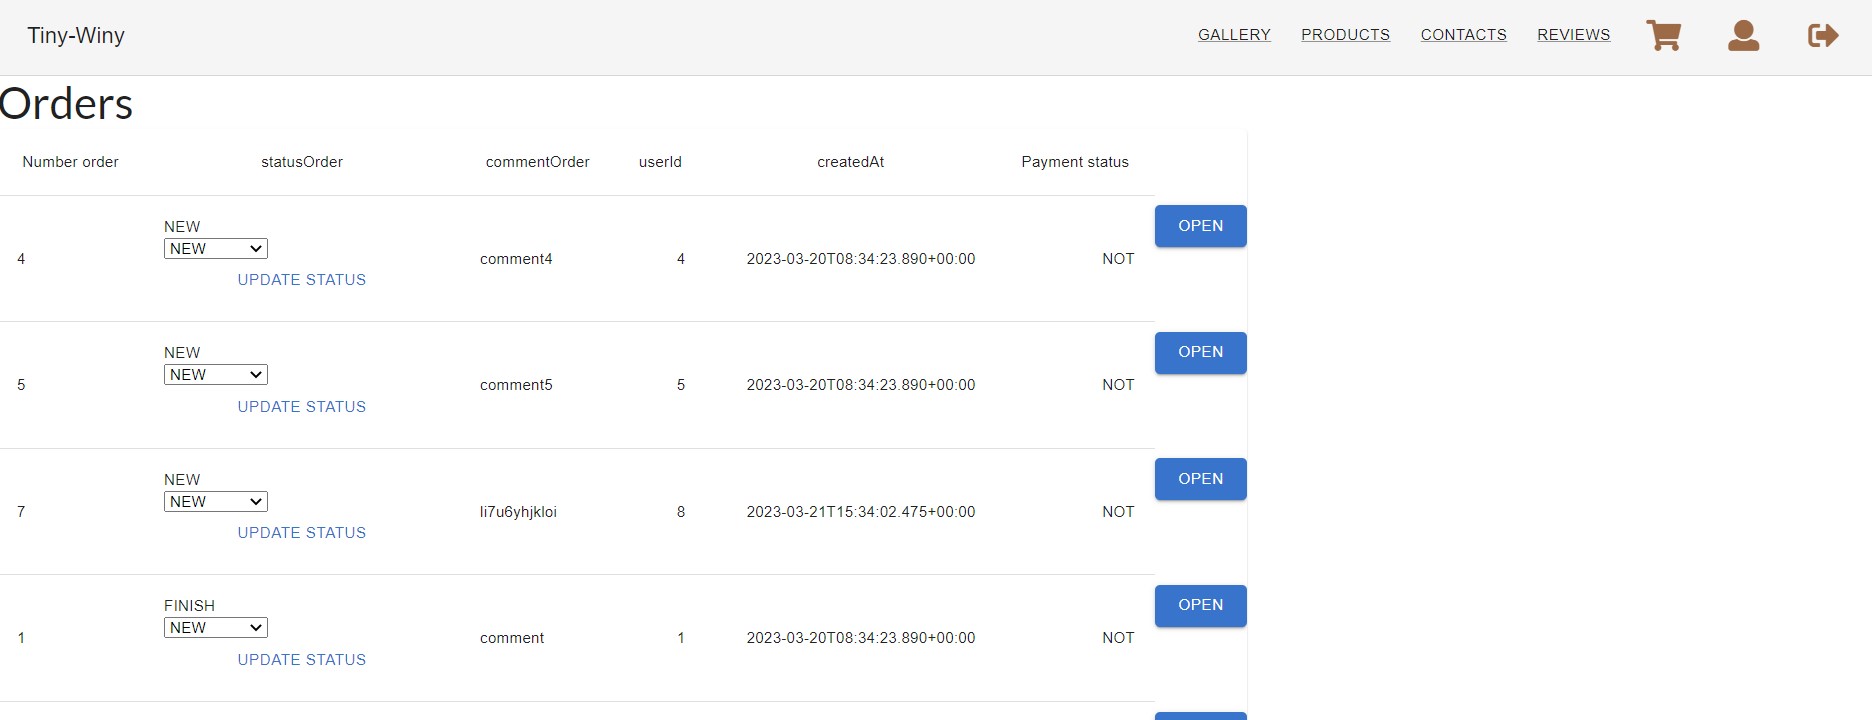 Tiny-Winy
GALLERY PRODUCTS CONTACTS REVIEWS
Orders
Number order statusOrder commentOrder userId createdAt Payment status
NEW
OPEN
NEW
4 comment4 4 2023-03-20T08:34:23.890+00:00 NOT
UPDATE STATUS
NEW
OPEN
NEW
5 comment5 5 2023-03-20T08:34:23.890+00:00 NOT
UPDATE STATUS
NEW
OPEN
NEW
7 li7u6yhjkloi 8 2023-03-21T15:34:02.475+00:00 NOT
UPDATE STATUS
FINISH
OPEN
NEW
1 comment 1 2023-03-20T08:34:23.890+00:00 NOT
UPDATE STATUS